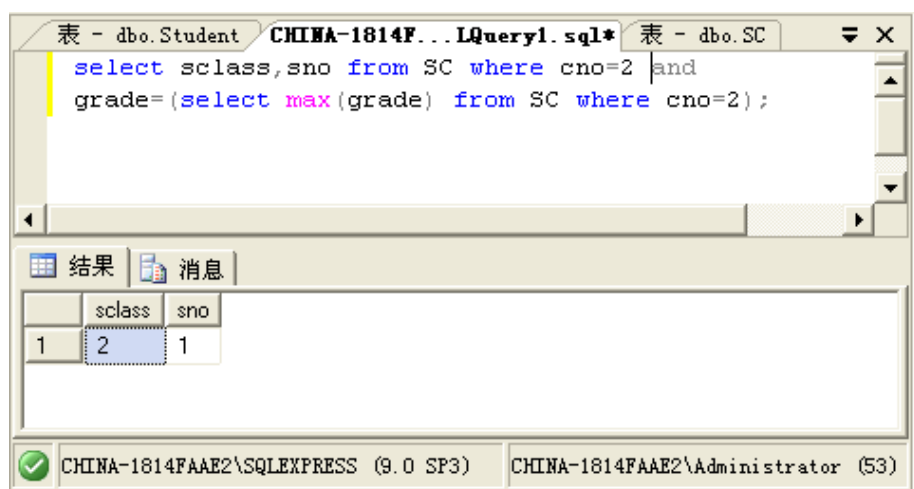 表 - dbo.Student CHINA-1814F...LQuery1.sql* 表 - dbo.SC
select sclass,sno from SC where cno=2 and
grade=(select max(grade) from SC where cno=2);
结果 消息
sclass sno
1 2 1
CHINA-1814FAAE2\SQLEXPRESS (9.0 SP3) CHINA-1814FAAE2\Administrator (53)